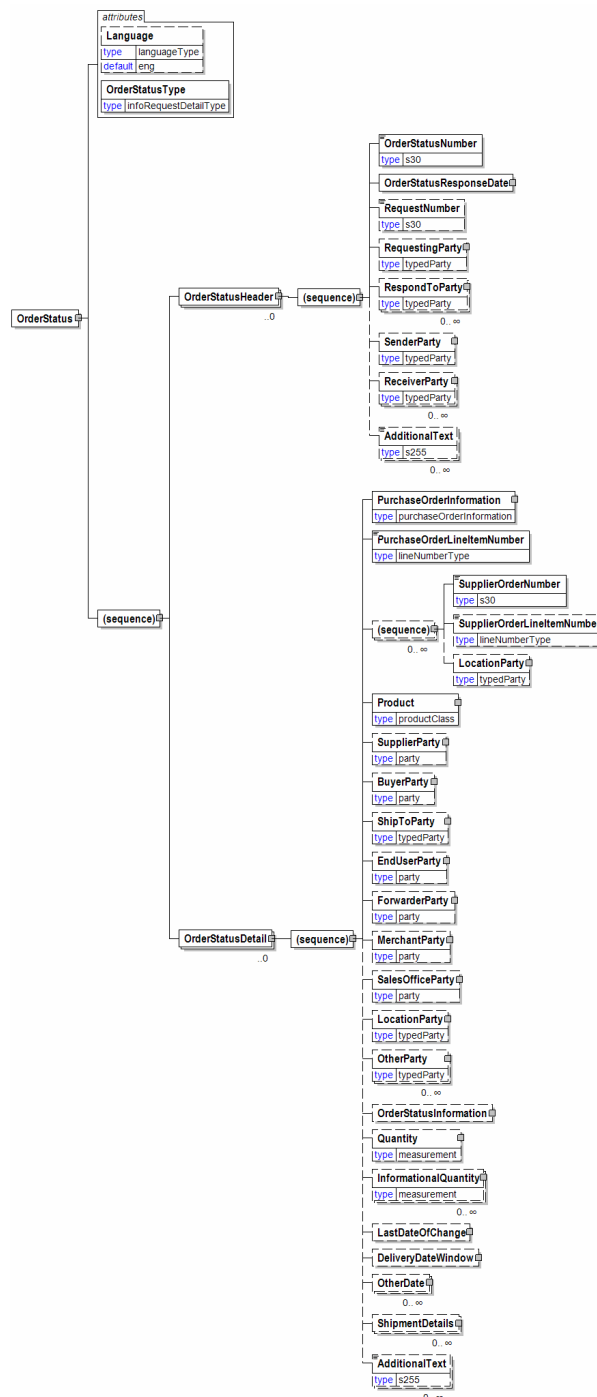 attributes
Language
type languageType
default eng
OrderStatusType
type infoRequestDetailType
OrderStatusNumber
type s30
OrderStatusResponseDate
RequestNumber
type s30
RequestingParty
type typedParty
OrderStatusHeader
(sequence)
RespondToParty
type typedParty
..0
0.. ∞
OrderStatus
SenderParty
type typedParty
ReceiverParty
type typedParty
0.. ∞
AdditionalText
type s255
0.. ∞
PurchaseOrderInformation
type purchaseOrderInformation
PurchaseOrderLineItemNumber
type lineNumberType
SupplierOrderNumber
type s30
(sequence)
(sequence)
0.. ∞
SupplierOrderLineItemNumber
type lineNumberType
LocationParty
type typedParty
Product
type productClass
SupplierParty
type party
BuyerParty
type party
ShipToParty
type typedParty
EndUserParty
type party
ForwarderParty
type party
OrderStatusDetail
(sequence)
..0
MerchantParty
type party
SalesOfficeParty
type party
LocationParty
type typedParty
OtherParty
type typedParty
0.. ∞
OrderStatusInformation
Quantity
type measurement
InformationalQuantity
type measurement
0.. ∞
LastDateOfChange
DeliveryDateWindow
OtherDate
0.. ∞
ShipmentDetails
0.. ∞
AdditionalText
type s255
0.. ∞